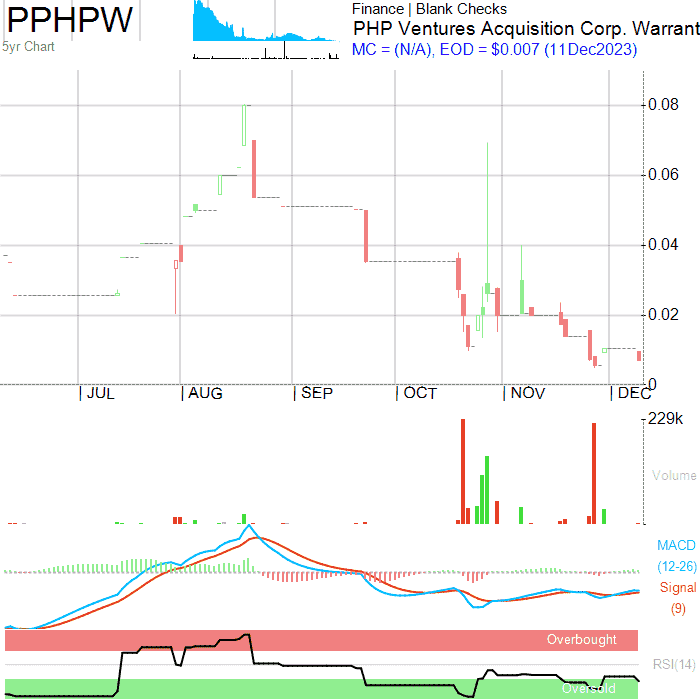 PPHPW
5yr Chart
Finance | Blank Checks
PHP Ventures Acquisition Corp. Warrant
MC = (N/A), EOD = $0.007 (11Dec2023)
0.08
0.06
0.04
0.02
0
JUL AUG SEP OCT NOV DEC
229k
Volume
MACD
(12-26)
Signal
(9)
Overbought
RSI(14)
Oversold